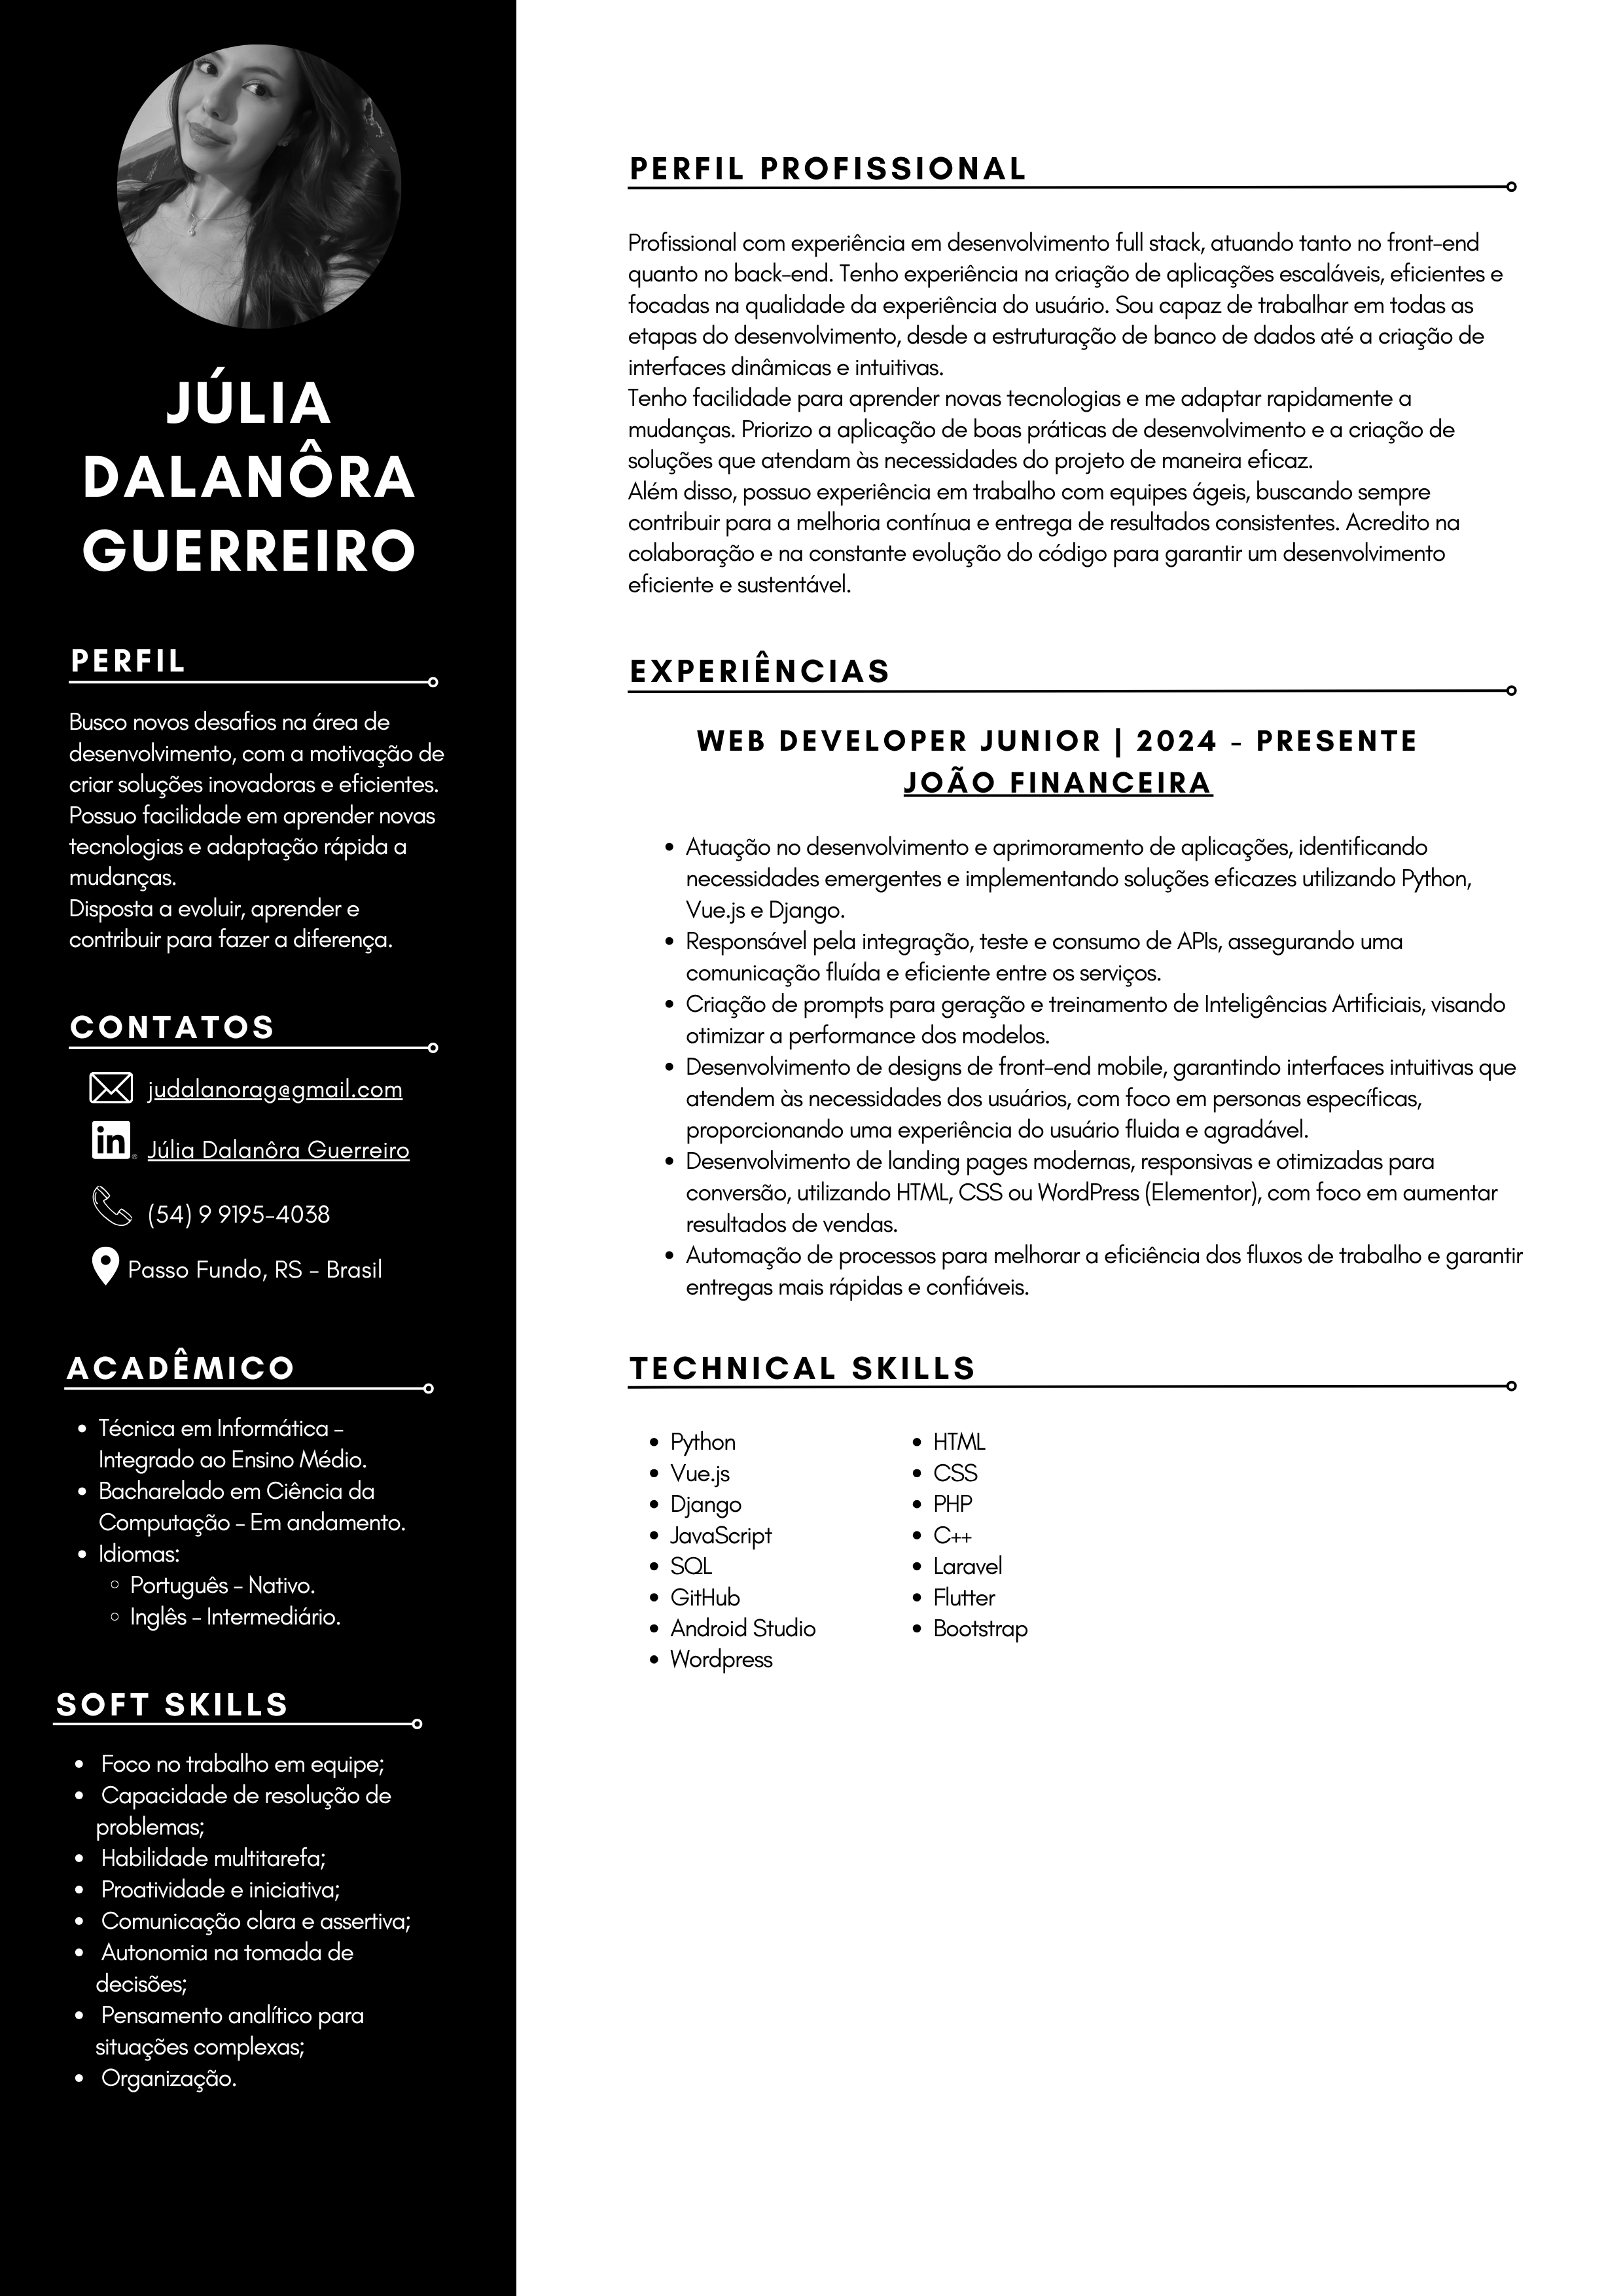 JÚLIA
DALANÔRA
GUERREIRO
PERFIL
Busco novos desafios na área de
desenvolvimento, com a motivação de
criar soluções inovadoras e eficientes.
Possuo facilidade em aprender novas
tecnologias e adaptação rápida a
mudanças.
Disposta a evoluir, aprender e
contribuir para fazer a diferença.
CONTATOS
judalanorag@gmail.com
in Júlia Dalanôra Guerreiro
(54) 9 9195-4038
Passo Fundo, RS - Brasil
ACADÊMICO
• Técnica em Informática -
Integrado ao Ensino Médio.
• Bacharelado em Ciência da
Computação - Em andamento.
• Idiomas:
◦ Português - Nativo.
◦ Inglês - Intermediário.
SOFT SKILLS
• Foco no trabalho em equipe;
• Capacidade de resolução de
problemas;
• Habilidade multitarefa;
• Proatividade e iniciativa;
• Comunicação clara e assertiva;
• Autonomia na tomada de
decisões;
• Pensamento analítico para
situações complexas;
• Organização.
PERFIL PROFISSIONAL
Profissional com experiência em desenvolvimento full stack, atuando tanto no front-end
quanto no back-end. Tenho experiência na criação de aplicações escaláveis, eficientes e
focadas na qualidade da experiência do usuário. Sou capaz de trabalhar em todas as
etapas do desenvolvimento, desde a estruturação de banco de dados até a criação de
interfaces dinâmicas e intuitivas.
Tenho facilidade para aprender novas tecnologias e me adaptar rapidamente a
mudanças. Priorizo a aplicação de boas práticas de desenvolvimento e a criação de
soluções que atendam às necessidades do projeto de maneira eficaz.
Além disso, possuo experiência em trabalho com equipes ágeis, buscando sempre
contribuir para a melhoria contínua e entrega de resultados consistentes. Acredito na
colaboração e na constante evolução do código para garantir um desenvolvimento
eficiente e sustentável.
EXPERIÊNCIAS
WEB DEVELOPER JUNIOR | 2024 - PRESENTE
JOÃO FINANCEIRA
• Atuação no desenvolvimento e aprimoramento de aplicações, identificando
necessidades emergentes e implementando soluções eficazes utilizando Python,
Vue.js e Django.
• Responsável pela integração, teste e consumo de APIs, assegurando uma
comunicação fluída e eficiente entre os serviços.
• Criação de prompts para geração e treinamento de Inteligências Artificiais, visando
otimizar a performance dos modelos.
• Desenvolvimento de designs de front-end mobile, garantindo interfaces intuitivas que
atendem às necessidades dos usuários, com foco em personas específicas,
proporcionando uma experiência do usuário fluida e agradável.
• Desenvolvimento de landing pages modernas, responsivas e otimizadas para
conversão, utilizando HTML, CSS ou WordPress (Elementor), com foco em aumentar
resultados de vendas.
• Automação de processos para melhorar a eficiência dos fluxos de trabalho e garantir
entregas mais rápidas e confiáveis.
TECHNICAL SKILLS
• Python
• Vue.js
• Django
• JavaScript
• SQL
• GitHub
• Android Studio
• Wordpress
• HTML
• CSS
• PHP
• C++
• Laravel
• Flutter
• Bootstrap